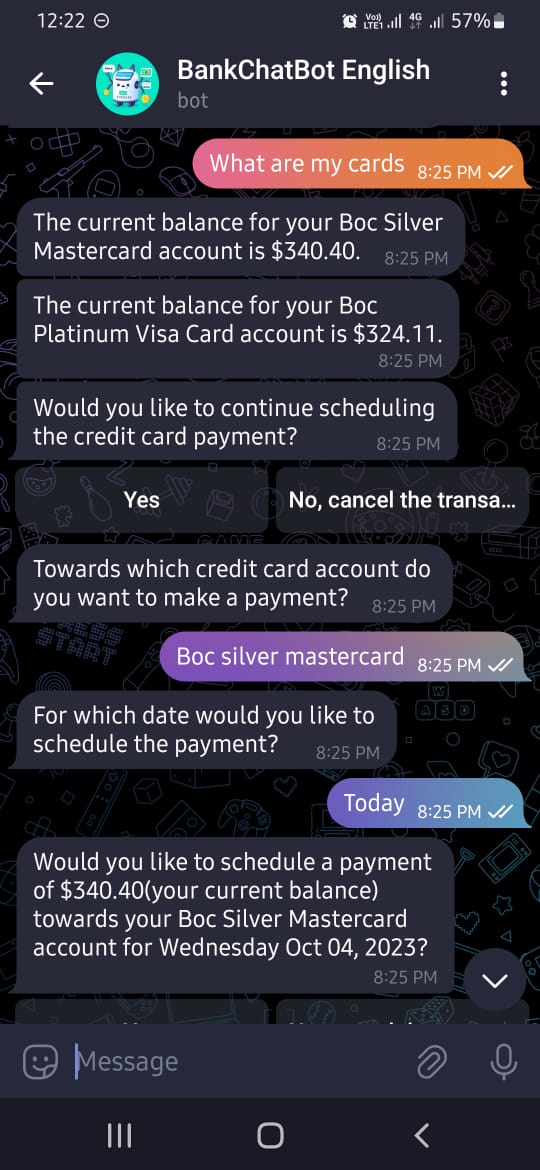 12:22
Vo)) LTE1 4G 57%
BankChatBot English
bot
What are my cards 8:25 PM
The current balance for your Boc Silver
Mastercard account is $340.40. 8:25 PM
The current balance for your Boc
Platinum Visa Card account is $324.11.
8:25 PM
Would you like to continue scheduling
the credit card payment? 8:25 PM
Yes
No, cancel the transa...
Towards which credit card account do
you want to make a payment? 8:25 PM
Boc silver mastercard 8:25 PM
For which date would you like to
schedule the payment? 8:25 PM
Today 8:25 PM
Would you like to schedule a payment
of $340.40(your current balance)
towards your Boc Silver Mastercard
account for Wednesday Oct 04, 2023?
8:25 PM
Message